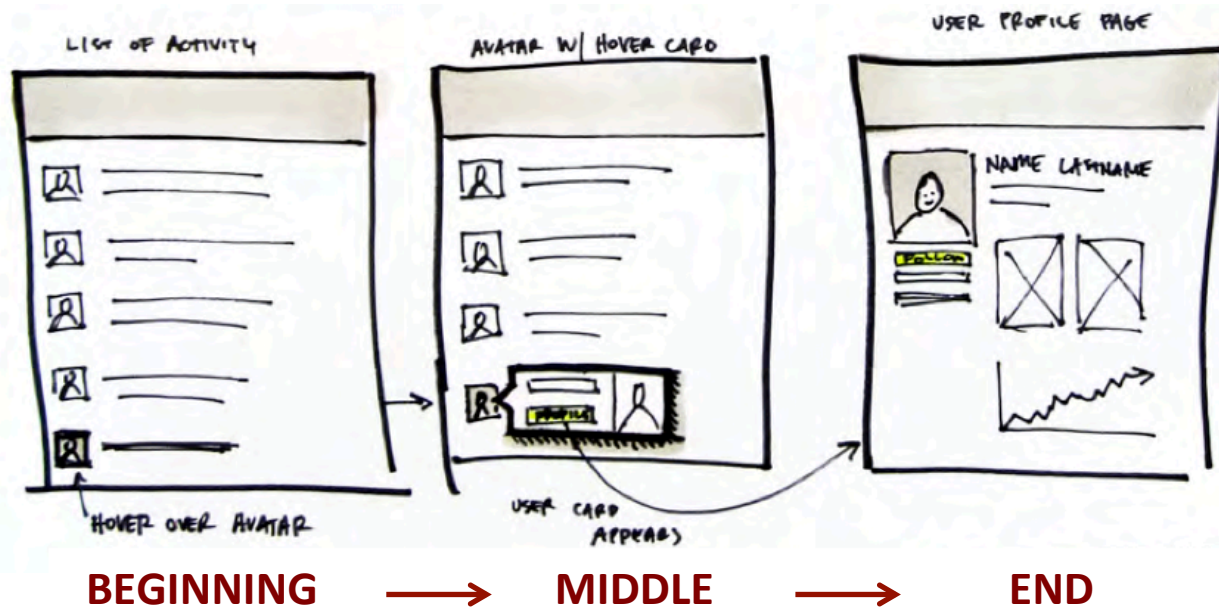 LIST OF ACTIVITY
HOVER OVER AVATAR
AVATAR W/ HOVER CARD
PROFILE
USER CARD
APPEARS
USER PROFILE PAGE
NAME LASTNAME
FOLLOW
BEGINNING → MIDDLE → END